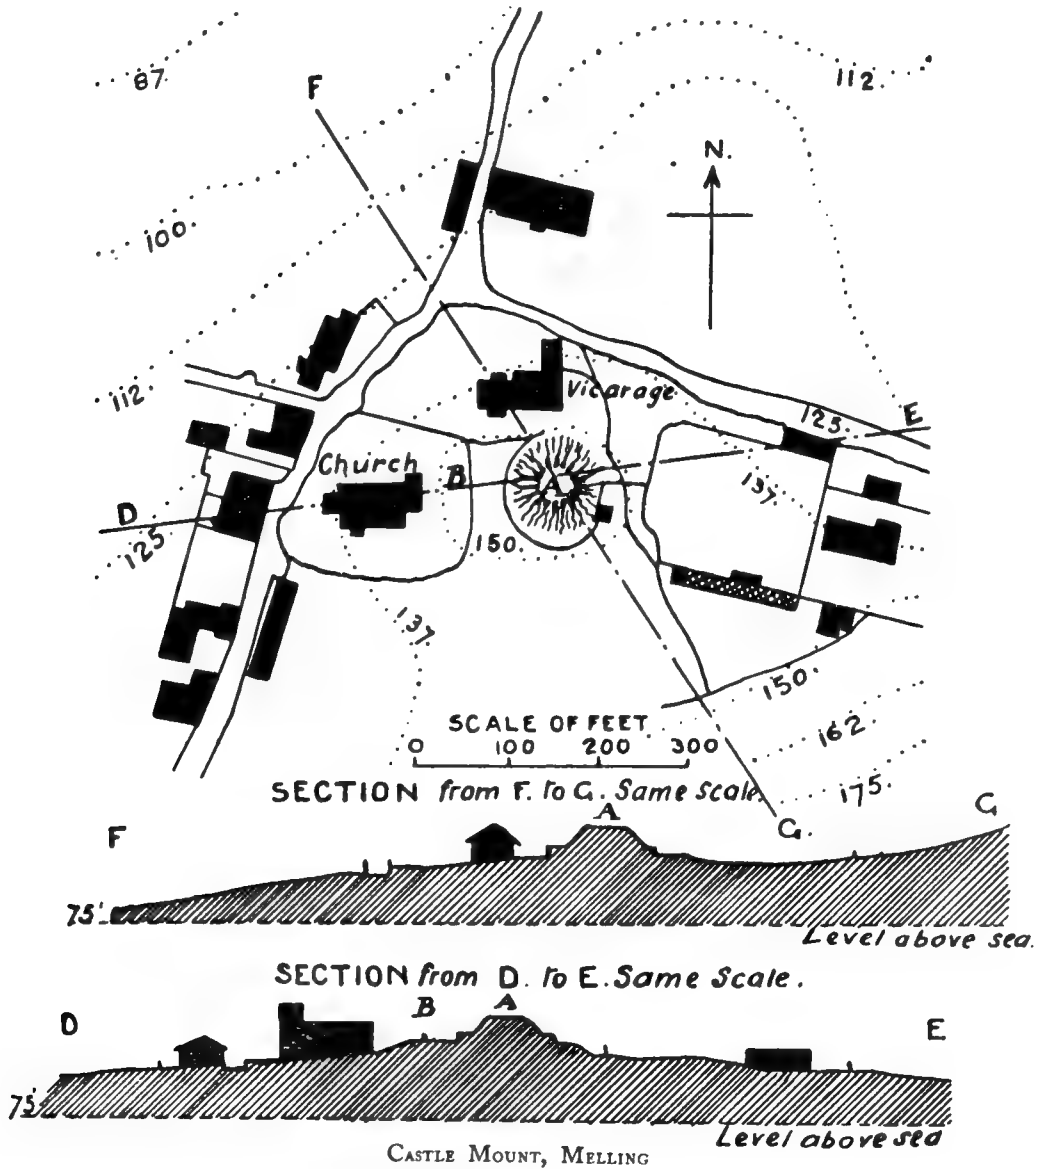 87.
112.
F
N.
100.
112.
Vicarage
125.
E
Church
B
A
137.
D
125.
150.
137.
150.
162.
175.
SCALE OF FEET
0 100 200 300
SECTION from F. to G. Same Scale.
G.
A
G
F
75'
Level above sea.
SECTION from D. to E. Same Scale.
B A
D
E
75'
Level above sea
CASTLE MOUNT, MELLING